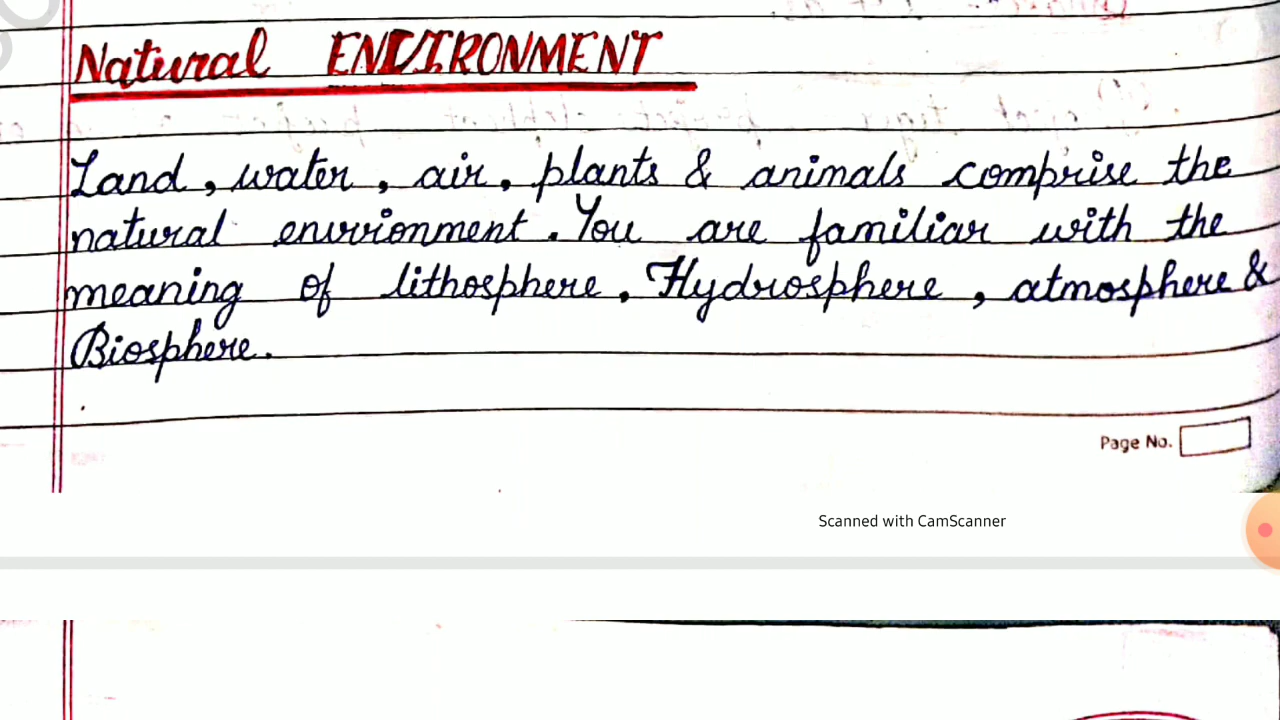 Natural ENVIRONMENT
Land, water, air, plants & animals comprise the
natural envrionment. You are familiar with the
meaning of lithosphere, Hydrosphere, atmosphere &
Biosphere.
Page No.
Scanned with CamScanner